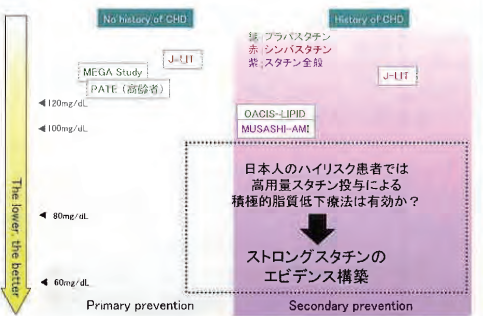 No history of CHD
History of CHD
緑:プラバスタチン
赤:シンバスタチン
紫:スタチン全般
J-LIT
MEGA Study
PATE (高齢者)
J-LIT
120mg/dL
100mg/dL
OACIS-LIPID
MUSASHI-AMI
日本人のハイリスク患者では
高用量スタチン投与による
積極的脂質低下療法は有効か?
80mg/dL
ストロングスタチンの
エビデンス構築
60mg/dL
The lower, the better
Primary prevention
Secondary prevention